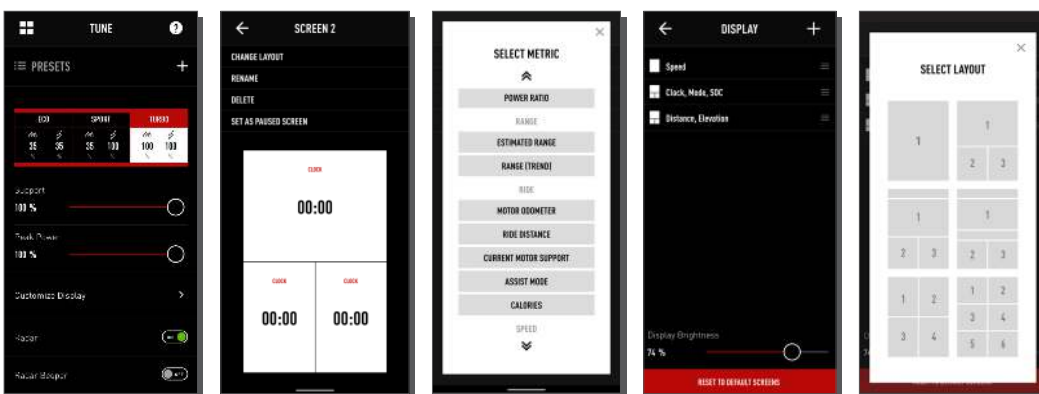 TUNE
?
PRESETS
+
ECO SPORT TURBO
35 35 35 100 100 100
Support
100 %
Peak Power
100 %
Customize Display
Radar
Radar Beeper
OFF
SCREEN 2
CHANGE LAYOUT
RENAME
DELETE
SET AS PAUSED SCREEN
CLOCK
00:00
CLOCK CLOCK
00:00 00:00
SELECT METRIC
POWER RATIO
RANGE
ESTIMATED RANGE
RANGE (TREND)
RIDE
MOTOR ODOMETER
RIDE DISTANCE
CURRENT MOTOR SUPPORT
ASSIST MODE
CALORIES
SPEED
DISPLAY
+
Speed
Clock, Mode, SOC
Distance, Elevation
Display Brightness
74 %
RESET TO DEFAULT SCREENS
SELECT LAYOUT
1
1
2 3
1
2 3
1
2 3
1 2
3 4
1 2
3 4
5 6